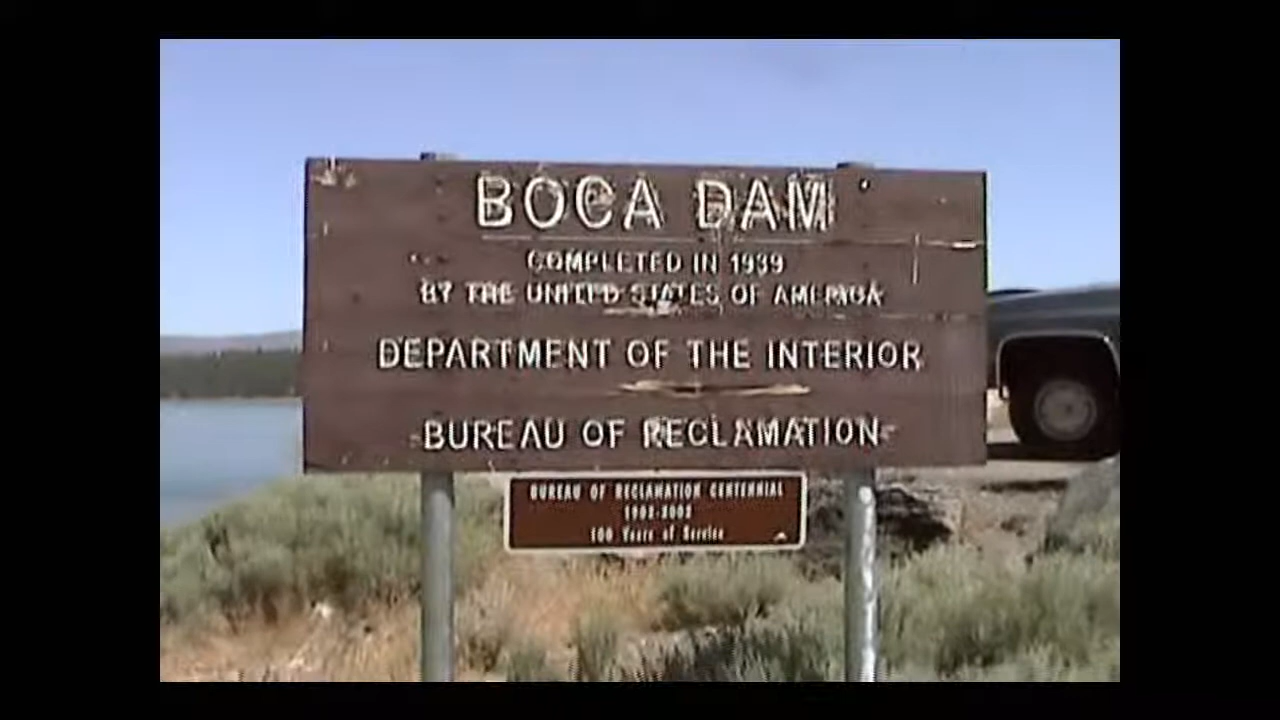 BOCA DAM
COMPLETED IN 1939
BY THE UNITED STATES OF AMERICA
DEPARTMENT OF THE INTERIOR
BUREAU OF RECLAMATION
BUREAU OF RECLAMATION CENTENNIAL
1902-2002
100 Years of Service